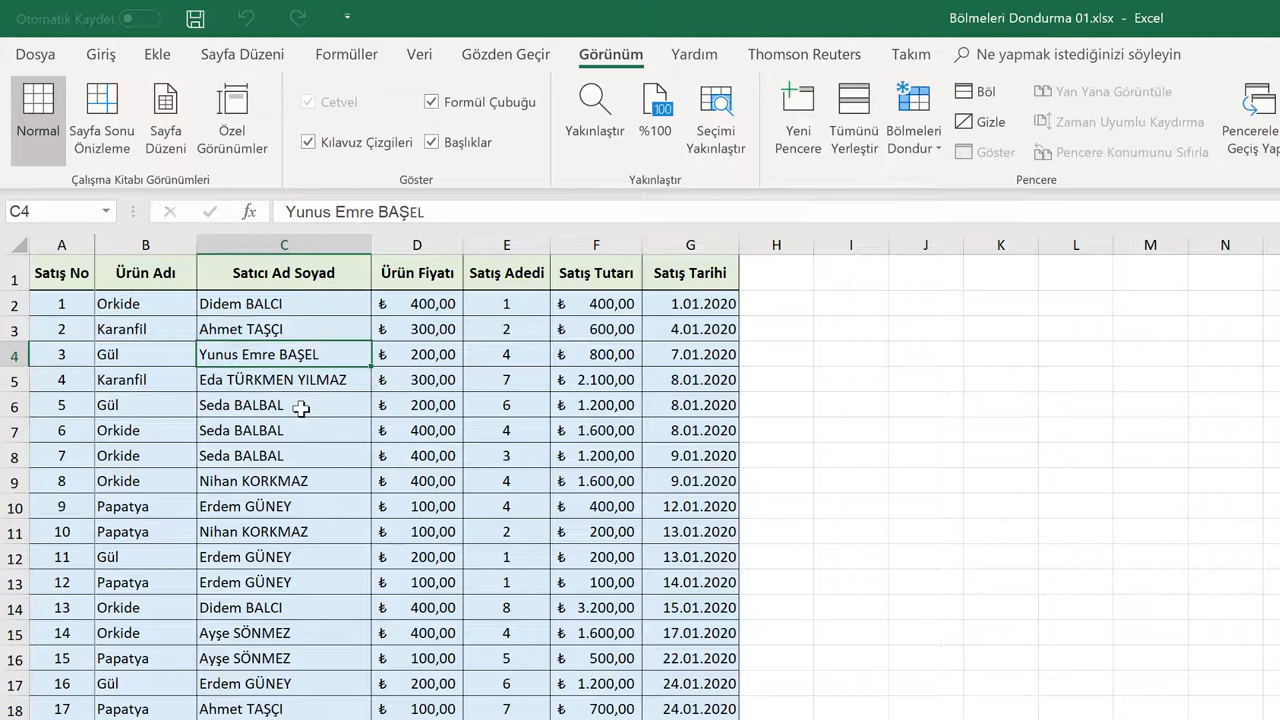 Otomatik Kaydet
Bölmeleri Dondurma 01.xlsx - Excel
Dosya Giriş Ekle Sayfa Düzeni Formüller Veri Gözden Geçir Görünüm Yardım Thomson Reuters Takım Ne yapmak istediğinizi söyleyin
Normal
Sayfa Sonu Önizleme
Sayfa Düzeni
Özel Görünümler
Çalışma Kitabı Görünümleri
Cetvel
Formül Çubuğu
Kılavuz Çizgileri
Başlıklar
Göster
Yakınlaştır
100
%100
Seçimi Yakınlaştır
Yakınlaştır
Yeni Pencere
Tümünü Yerleştir
Bölmeleri Dondur
Böl
Gizle
Göster
Yan Yana Görüntüle
Zaman Uyumlu Kaydırma
Pencere Konumunu Sıfırla
Pencere
Geçiş
C4 fx Yunus Emre BAŞEL
A B C D E F G H I J K L M N
1 Satış No Ürün Adı Satıcı Ad Soyad Ürün Fiyatı Satış Adedi Satış Tutarı Satış Tarihi
2 1 Orkide Didem BALCI ₺ 400,00 1 ₺ 400,00 1.01.2020
3 2 Karanfil Ahmet TAŞÇI ₺ 300,00 2 ₺ 600,00 4.01.2020
4 3 Gül Yunus Emre BAŞEL ₺ 200,00 4 ₺ 800,00 7.01.2020
5 4 Karanfil Eda TÜRKMEN YILMAZ ₺ 300,00 7 ₺ 2.100,00 8.01.2020
6 5 Gül Seda BALBAL ₺ 200,00 6 ₺ 1.200,00 8.01.2020
7 6 Orkide Seda BALBAL ₺ 400,00 4 ₺ 1.600,00 8.01.2020
8 7 Orkide Seda BALBAL ₺ 400,00 3 ₺ 1.200,00 9.01.2020
9 8 Orkide Nihan KORKMAZ ₺ 400,00 4 ₺ 1.600,00 9.01.2020
10 9 Papatya Erdem GÜNEY ₺ 100,00 4 ₺ 400,00 12.01.2020
11 10 Papatya Nihan KORKMAZ ₺ 100,00 2 ₺ 200,00 13.01.2020
12 11 Gül Erdem GÜNEY ₺ 200,00 1 ₺ 200,00 13.01.2020
13 12 Papatya Erdem GÜNEY ₺ 100,00 1 ₺ 100,00 14.01.2020
14 13 Orkide Didem BALCI ₺ 400,00 8 ₺ 3.200,00 15.01.2020
15 14 Orkide Ayşe SÖNMEZ ₺ 400,00 4 ₺ 1.600,00 17.01.2020
16 15 Papatya Ayşe SÖNMEZ ₺ 100,00 5 ₺ 500,00 22.01.2020
17 16 Gül Erdem GÜNEY ₺ 200,00 6 ₺ 1.200,00 24.01.2020
18 17 Papatya Ahmet TAŞÇI ₺ 100,00 7 ₺ 700,00 24.01.2020